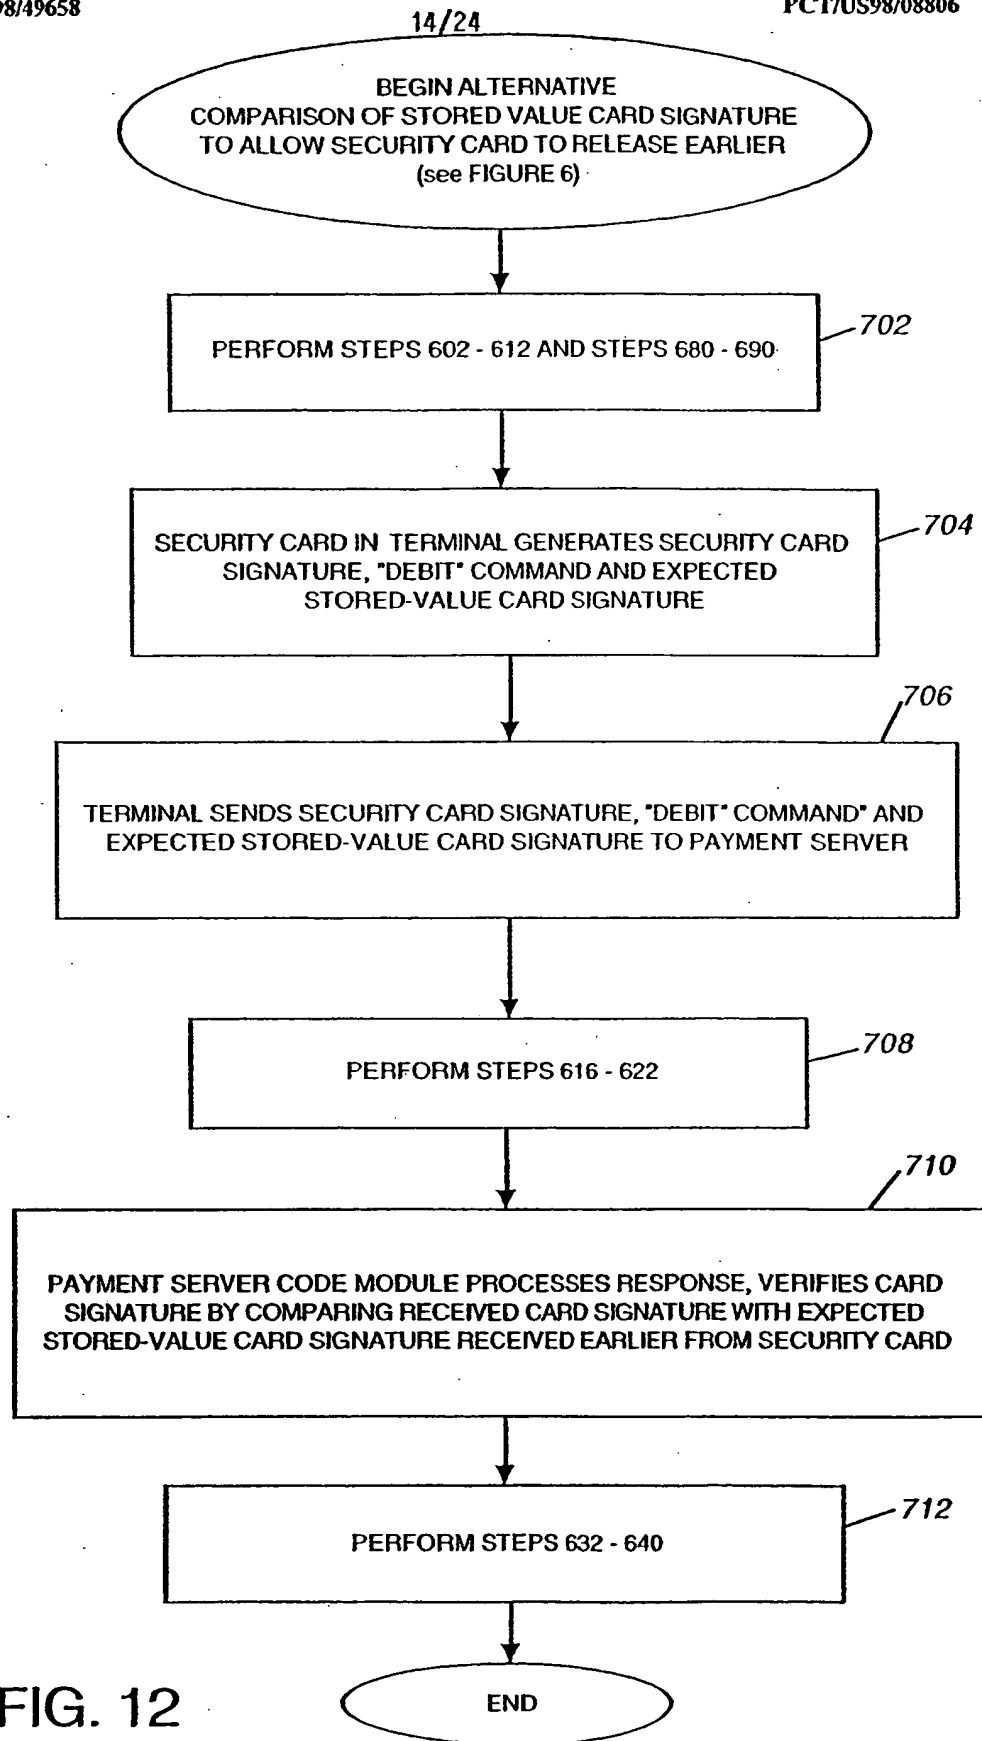 98/49658
14/24
PCT/US98/08806
BEGIN ALTERNATIVE
COMPARISON OF STORED VALUE CARD SIGNATURE
TO ALLOW SECURITY CARD TO RELEASE EARLIER
(see FIGURE 6)
702
PERFORM STEPS 602 - 612 AND STEPS 680 - 690
704
SECURITY CARD IN TERMINAL GENERATES SECURITY CARD
SIGNATURE, "DEBIT" COMMAND AND EXPECTED
STORED-VALUE CARD SIGNATURE
706
TERMINAL SENDS SECURITY CARD SIGNATURE, "DEBIT" COMMAND" AND
EXPECTED STORED-VALUE CARD SIGNATURE TO PAYMENT SERVER
708
PERFORM STEPS 616 - 622
710
PAYMENT SERVER CODE MODULE PROCESSES RESPONSE, VERIFIES CARD
SIGNATURE BY COMPARING RECEIVED CARD SIGNATURE WITH EXPECTED
STORED-VALUE CARD SIGNATURE RECEIVED EARLIER FROM SECURITY CARD
712
PERFORM STEPS 632 - 640
END
FIG. 12